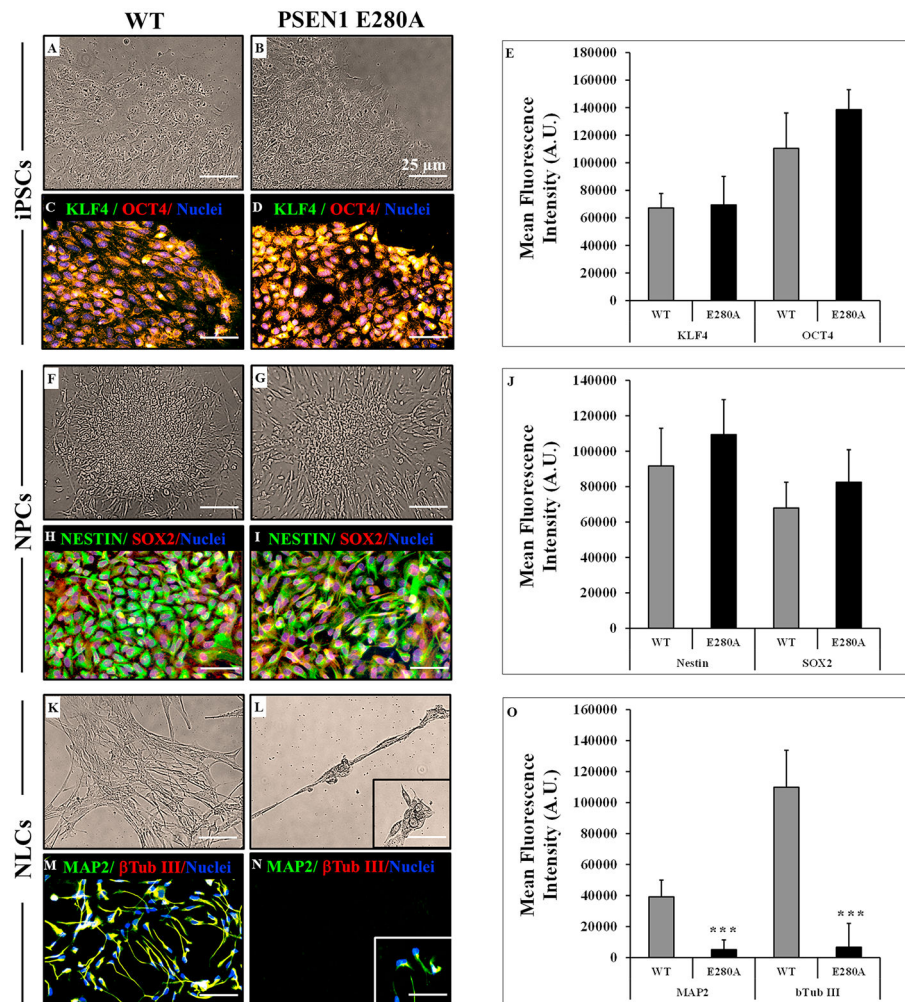 WT
PSEN1 E280A
iPSCs
A
B
25 µm
C KLF4 / OCT4/ Nuclei
D KLF4 / OCT4/ Nuclei
E
Mean Fluorescence
Intensity (A.U.)
180000
160000
140000
120000
100000
80000
60000
40000
20000
0
WT E280A WT E280A
KLF4 OCT4
NPCs
F
G
H NESTIN/ SOX2/Nuclei
I NESTIN/ SOX2/Nuclei
J
Mean Fluorescence
Intensity (A.U.)
140000
120000
100000
80000
60000
40000
20000
0
WT E280A WT E280A
Nestin SOX2
NLCs
K
L
M MAP2/ βTub III/Nuclei
N MAP2/ βTub III/Nuclei
O
Mean Fluorescence
Intensity (A.U.)
160000
140000
120000
100000
80000
60000
40000
20000
0
***
***
WT E280A WT E280A
MAP2 bTub III